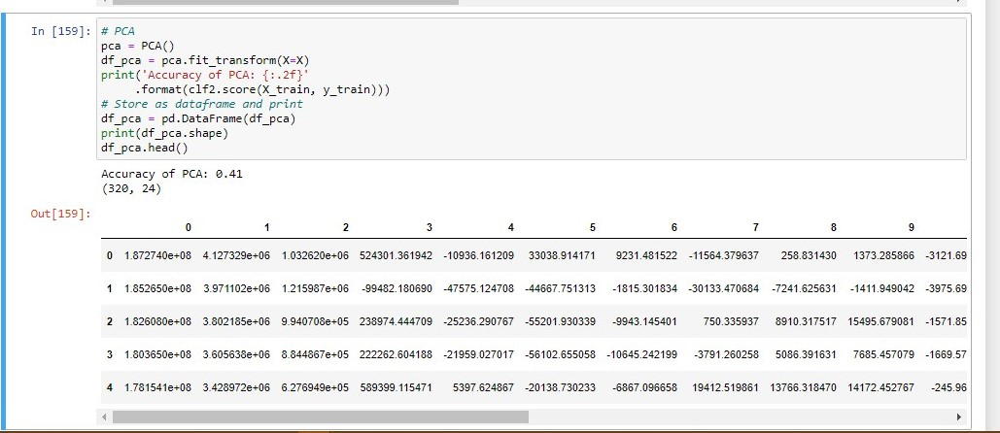 In [159]: # PCA
pca = PCA()
df_pca = pca.fit_transform(X=X)
print('Accuracy of PCA: {:.2f}'
     .format(clf2.score(X_train, y_train)))
# Store as dataframe and print
df_pca = pd.DataFrame(df_pca)
print(df_pca.shape)
df_pca.head()
Accuracy of PCA: 0.41
(320, 24)
Out[159]:
0 1 2 3 4 5 6 7 8 9
0 1.872740e+08 4.127329e+06 1.032620e+06 524301.361942 -10936.161209 33038.914171 9231.481522 -11564.379637 258.831430 1373.285866 -3121.69
1 1.852650e+08 3.971102e+06 1.215987e+06 -99482.180690 -47575.124708 -44667.751313 -1815.301834 -30133.470684 -7241.625631 -1411.949042 -3975.69
2 1.826080e+08 3.802185e+06 9.940708e+05 238974.444709 -25236.290767 -55201.930339 -9943.145401 750.335937 8910.317517 15495.679081 -1571.85
3 1.803650e+08 3.605638e+06 8.844867e+05 222262.604188 -21959.027017 -56102.655058 -10645.242199 -3791.260258 5086.391631 7685.457079 -1669.57
4 1.781541e+08 3.428972e+06 6.276949e+05 589399.115471 5397.624867 -20138.730233 -6867.096658 19412.519861 13766.318470 14172.452767 -245.96